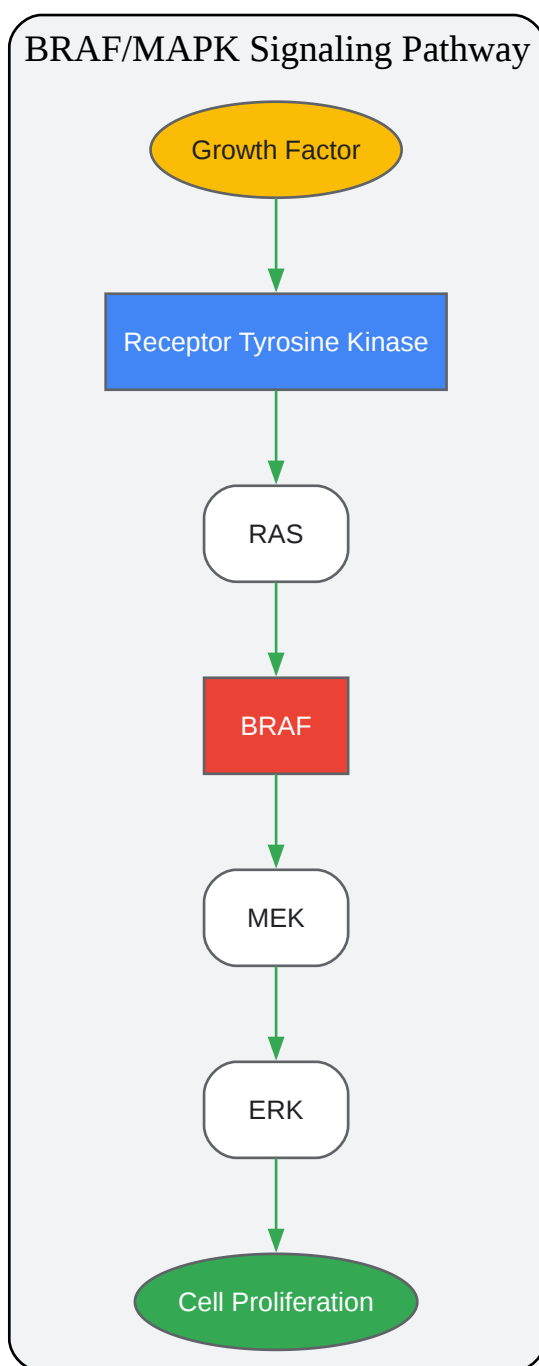 BRAF/MAPK Signaling Pathway
Growth Factor
Receptor Tyrosine Kinase
RAS
BRAF
MEK
ERK
Cell Proliferation